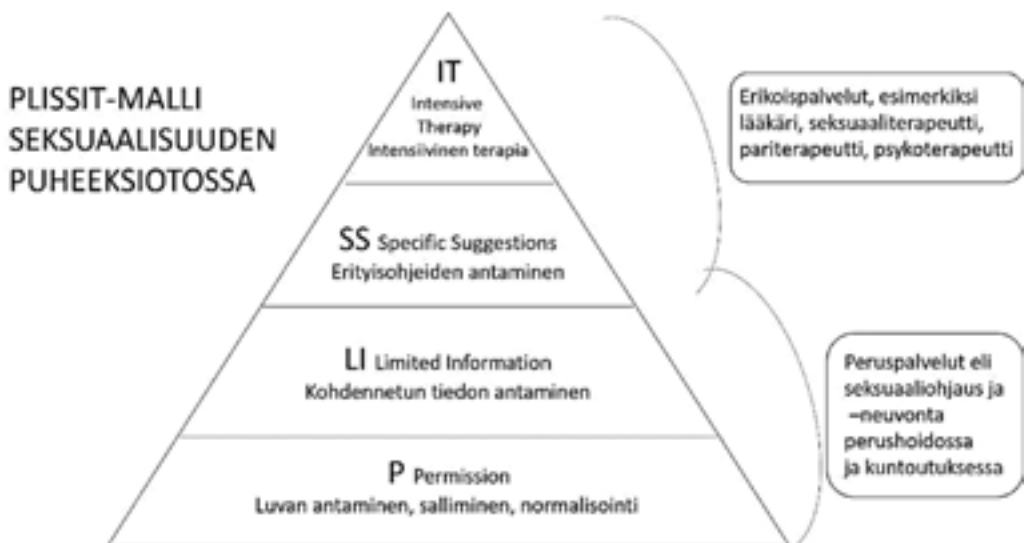 PLISSIT-MALLI
SEKSUAALISUUDEN
PUHEEKSIOTOSSA
IT
Intensive
Therapy
Intensiivinen terapia
SS Specific Suggestions
Erityisohjeiden antaminen
LI Limited Information
Kohdennetun tiedon antaminen
P Permission
Luvan antaminen, salliminen, normalisointi
Erikoispalvelut, esimerkiksi
lääkäri, seksuaaliterapeutti,
pariterapeutti, psykoterapeutti
Peruspalvelut eli
seksuaaliohjaus ja
–neuvonta
perushoidossa
ja kuntoutuksessa